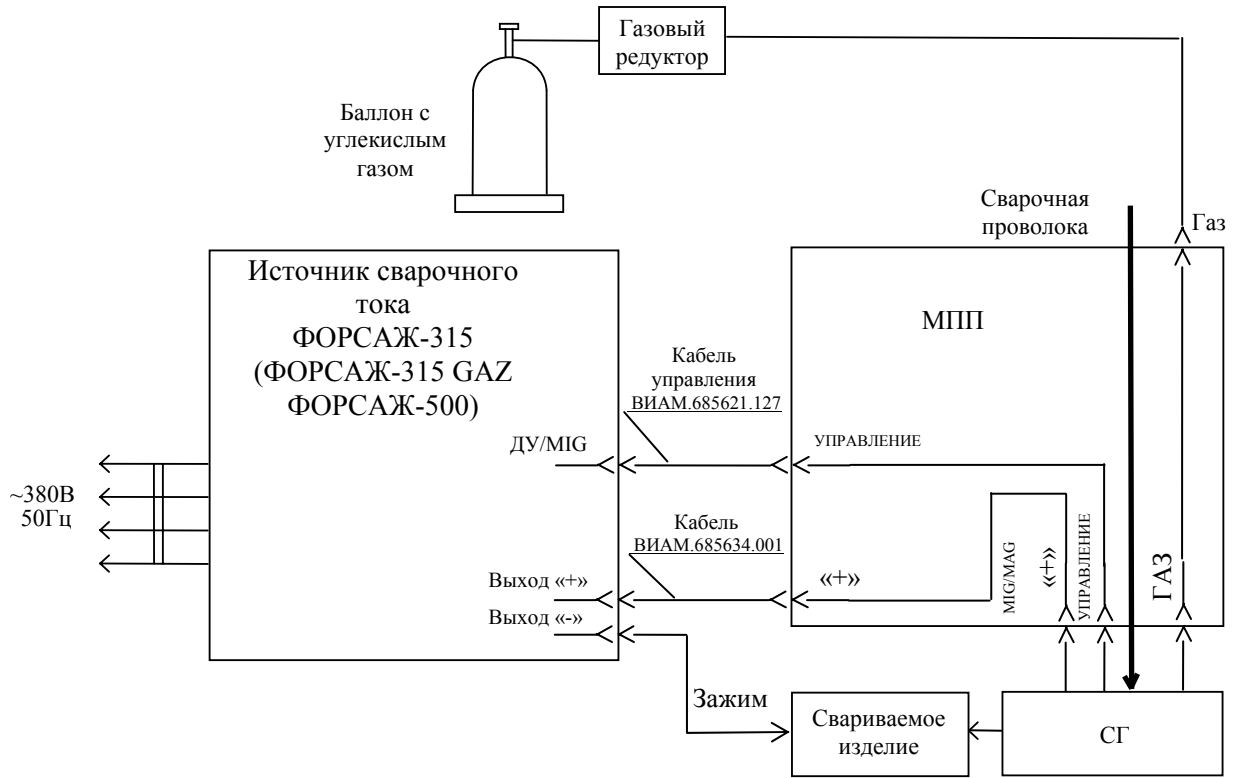 Газовый
редуктор
Баллон с
углекислым
газом
Сварочная
проволока
Газ
Источник сварочного
тока
ФОРСАЖ-315
(ФОРСАЖ-315 GAZ
ФОРСАЖ-500)
МПП
Кабель
управления
ВИАМ.685621.127
ДУ/MIG
УПРАВЛЕНИЕ
~380В
50Гц
Кабель
ВИАМ.685634.001
Выход «+»
«+»
MIG/MAG
«+»
УПРАВЛЕНИЕ
ГАЗ
Выход «-»
Зажим
Свариваемое
изделие
СГ